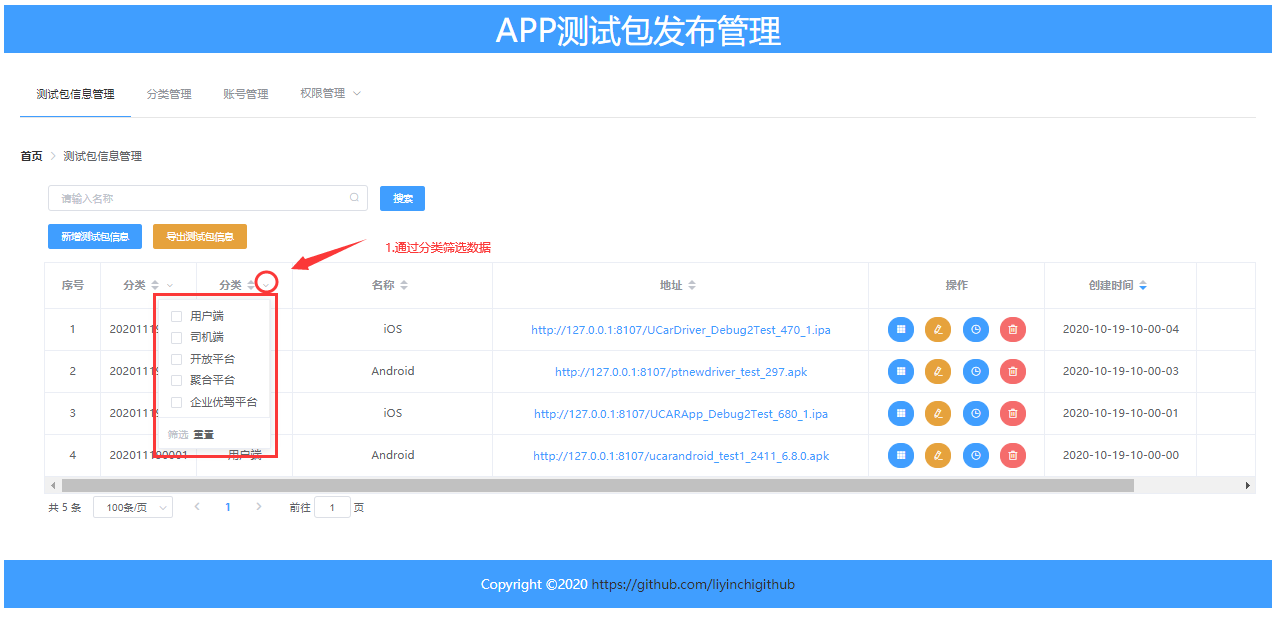 APP测试包发布管理
测试包信息管理 分类管理 账号管理 权限管理
首页 测试包信息管理
请输入名称 搜索
新增测试包信息 导出测试包信息
1.通过分类筛选数据
序号 分类 分类 名称 地址 操作 创建时间
用户端
1 20201119 iOS http://127.0.0.1:8107/UCarDriver_Debug2Test_470_1.ipa 2020-10-19-10-00-04
司机端
开放平台
2 20201119 Android http://127.0.0.1:8107/ptnewdriver_test_297.apk 2020-10-19-10-00-03
聚合平台
企业优驾平台
3 20201119 iOS http://127.0.0.1:8107/UCARApp_Debug2Test_680_1.ipa 2020-10-19-10-00-01
筛选 重置
4 202011190001 用户端 Android http://127.0.0.1:8107/ucarandroid_test1_2411_6.8.0.apk 2020-10-19-10-00-00
共 5 条 100条/页 1 前往 1 页
Copyright ©2020 https://github.com/liyinchigithub